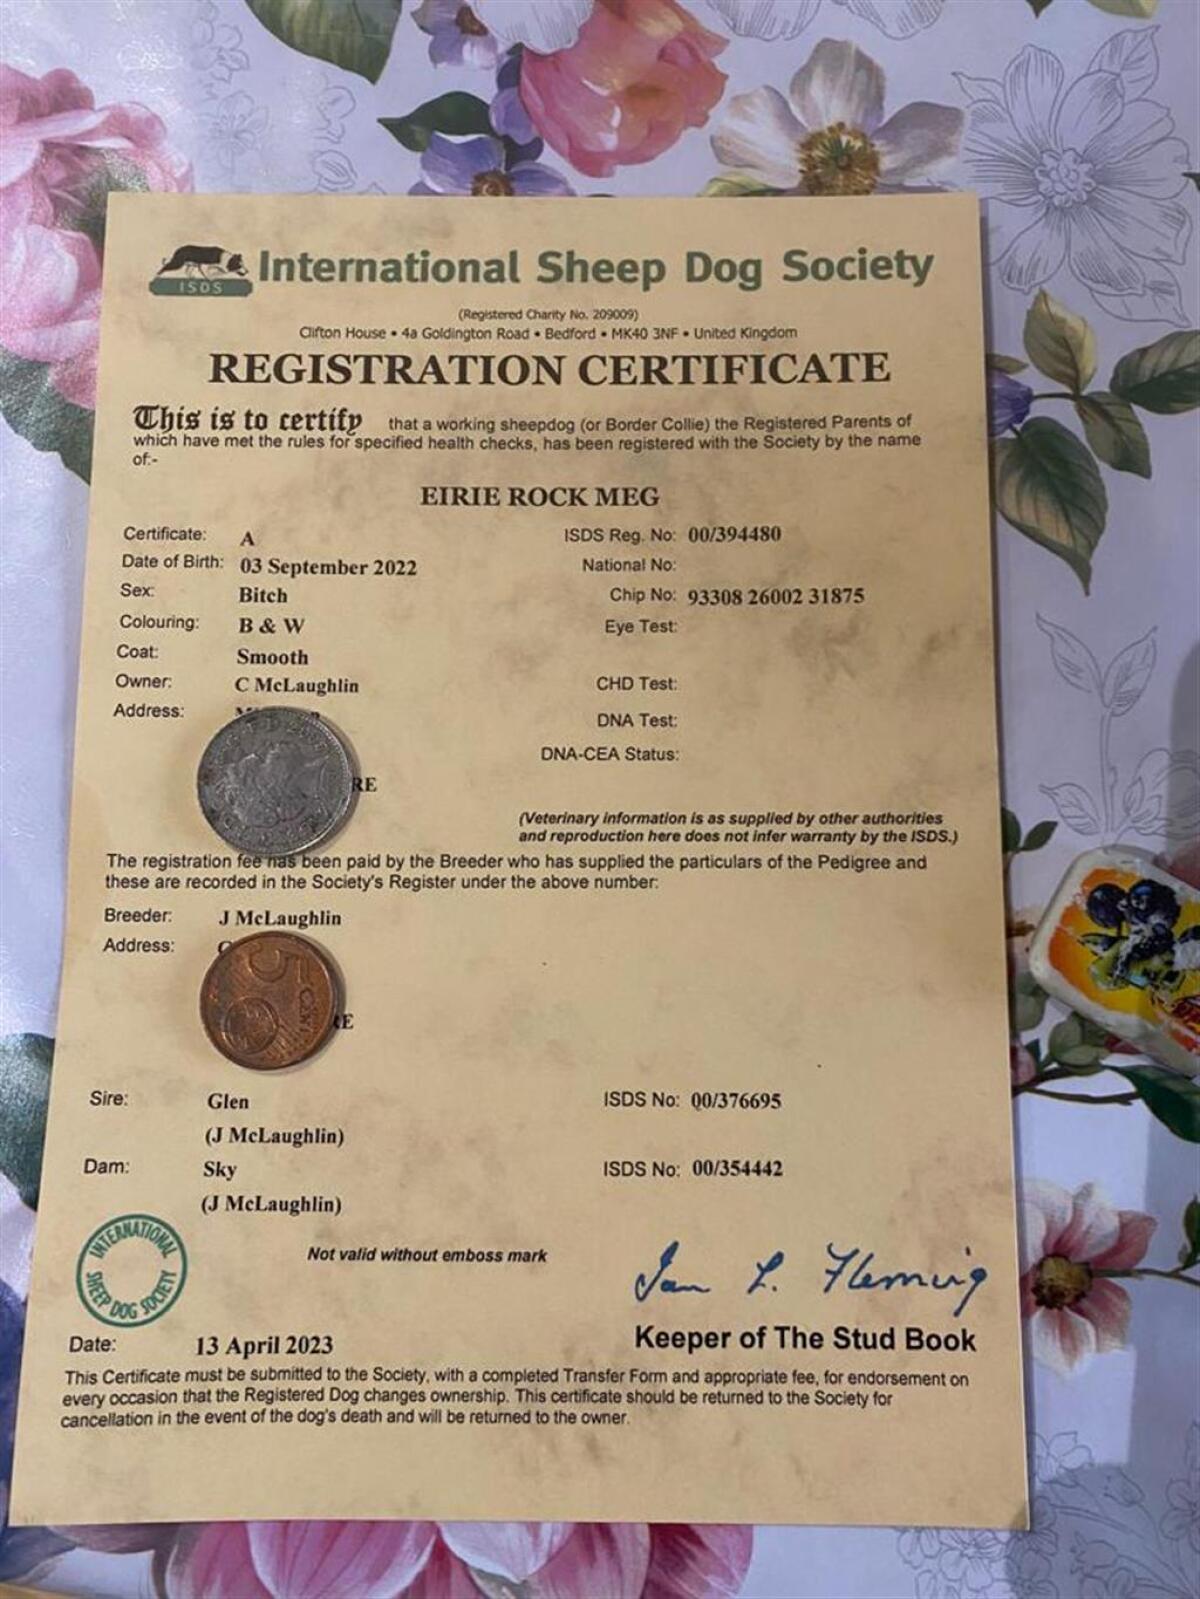 ISDS
International Sheep Dog Society
(Registered Charity No. 209009)
Clifton House • 4a Goldington Road • Bedford • MK40 3NF • United Kingdom
REGISTRATION CERTIFICATE
This is to certify that a working sheepdog (or Border Collie) the Registered Parents of
which have met the rules for specified health checks, has been registered with the Society by the name
of:-
EIRIE ROCK MEG
Certificate: A ISDS Reg. No: 00/394480
Date of Birth: 03 September 2022 National No:
Sex: Bitch Chip No: 93308 26002 31875
Colouring: B & W Eye Test:
Coat: Smooth
Owner: C McLaughlin CHD Test:
Address:
DNA Test:
DNA-CEA Status:
RE
(Veterinary information is as supplied by other authorities
and reproduction here does not infer warranty by the ISDS.)
The registration fee has been paid by the Breeder who has supplied the particulars of the Pedigree and
these are recorded in the Society's Register under the above number:
Breeder: J McLaughlin
Address:
5
CENT
RE
Sire: Glen ISDS No: 00/376695
(J McLaughlin)
Dam: Sky ISDS No: 00/354442
(J McLaughlin)
INTERNATIONAL
SHEEP DOG SOCIETY
Not valid without emboss mark
Ian L. Fleming
Keeper of The Stud Book
Date: 13 April 2023
This Certificate must be submitted to the Society, with a completed Transfer Form and appropriate fee, for endorsement on
every occasion that the Registered Dog changes ownership. This certificate should be returned to the Society for
cancellation in the event of the dog's death and will be returned to the owner.